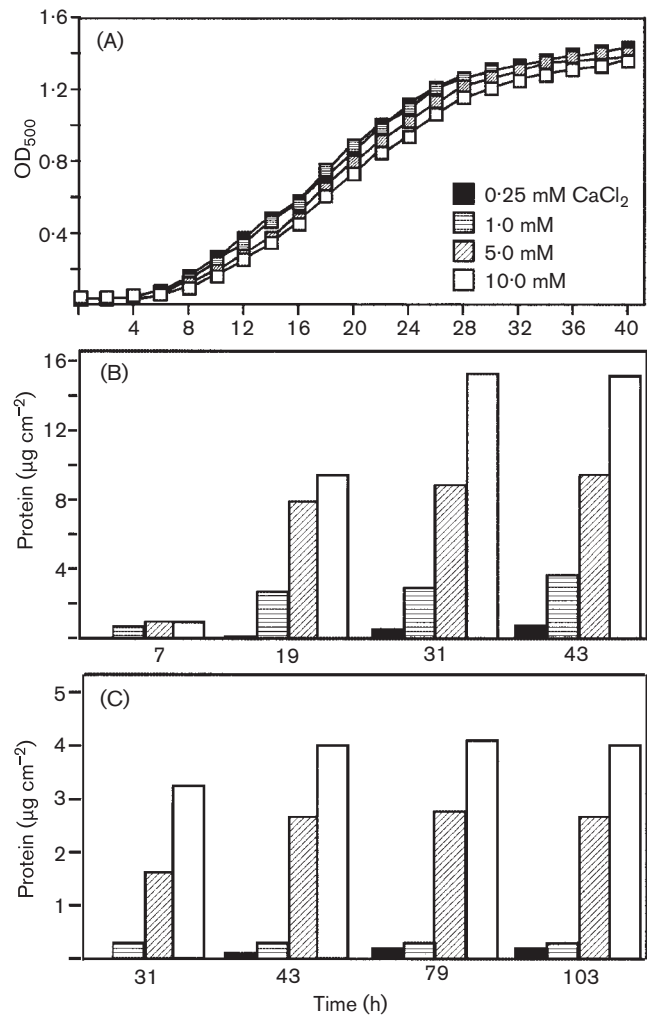 (A)
1·6
1·2
0·8
0·4
OD500
0·25 mM CaCl2
1·0 mM
5·0 mM
10·0 mM
4 8 12 16 20 24 28 32 36 40
(B)
16
12
8
4
Protein (µg cm−2)
7 19 31 43
(C)
5
4
3
2
1
Protein (µg cm−2)
31 43 79 103
Time (h)